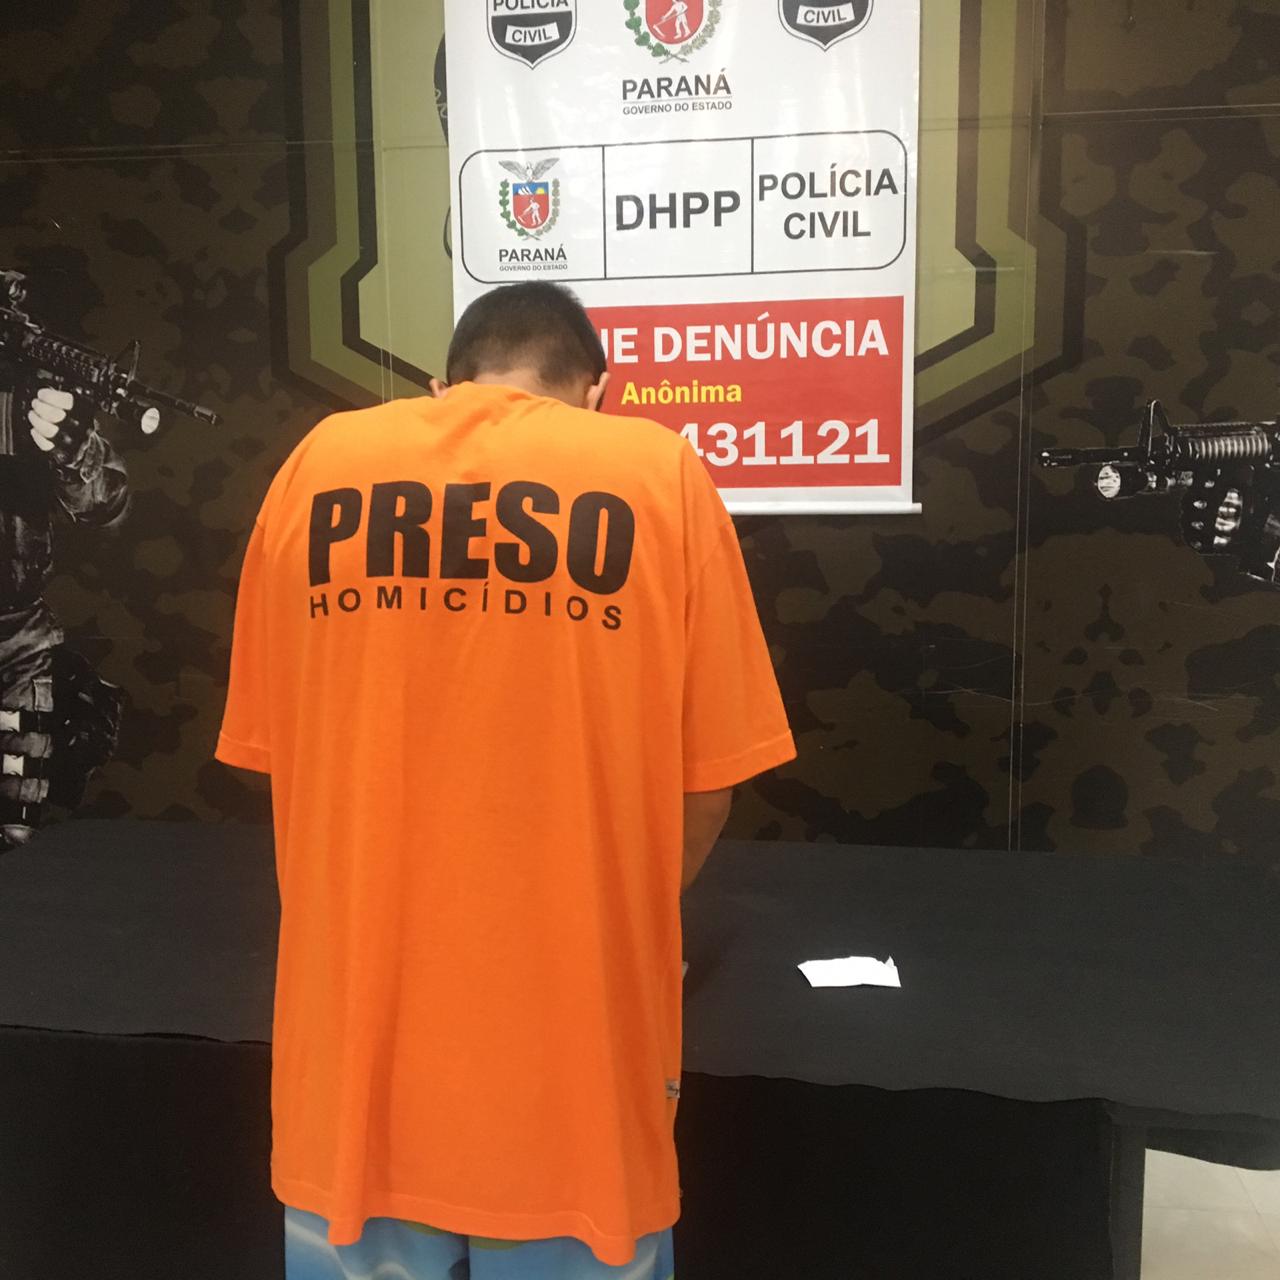 POLÍCIA
CIVIL
PARANÁ
GOVERNO DO ESTADO
CIVIL
PARANÁ
GOVERNO DO ESTADO
DHPP
POLÍCIA
CIVIL
UE DENÚNCIA
Anônima
431121
PRESO
HOMICÍDIOS